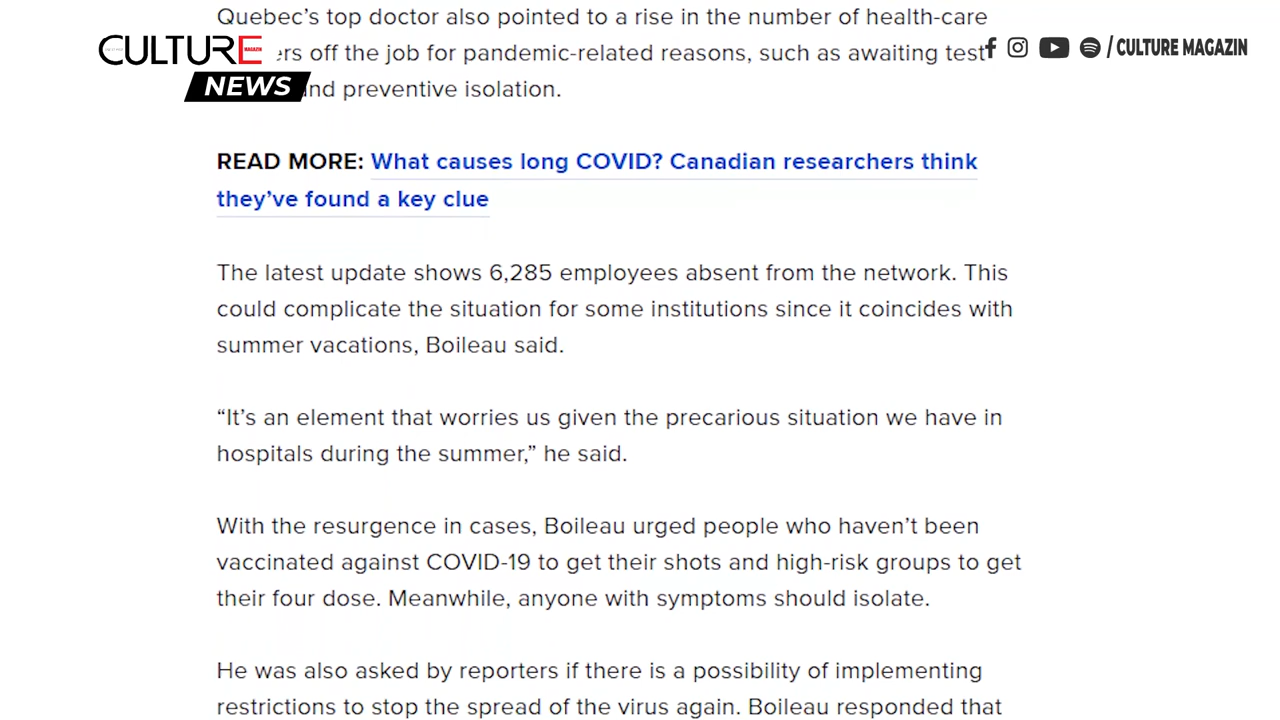 Quebec’s top doctor also pointed to a rise in the number of health-care
CULTURE
MAGAZIN
NEWS
/ CULTURE MAGAZIN
ers off the job for pandemic-related reasons, such as awaiting test
nd preventive isolation.
READ MORE: What causes long COVID? Canadian researchers think
they’ve found a key clue
The latest update shows 6,285 employees absent from the network. This
could complicate the situation for some institutions since it coincides with
summer vacations, Boileau said.
“It’s an element that worries us given the precarious situation we have in
hospitals during the summer,” he said.
With the resurgence in cases, Boileau urged people who haven’t been
vaccinated against COVID-19 to get their shots and high-risk groups to get
their four dose. Meanwhile, anyone with symptoms should isolate.
He was also asked by reporters if there is a possibility of implementing
restrictions to stop the spread of the virus again. Boileau responded that